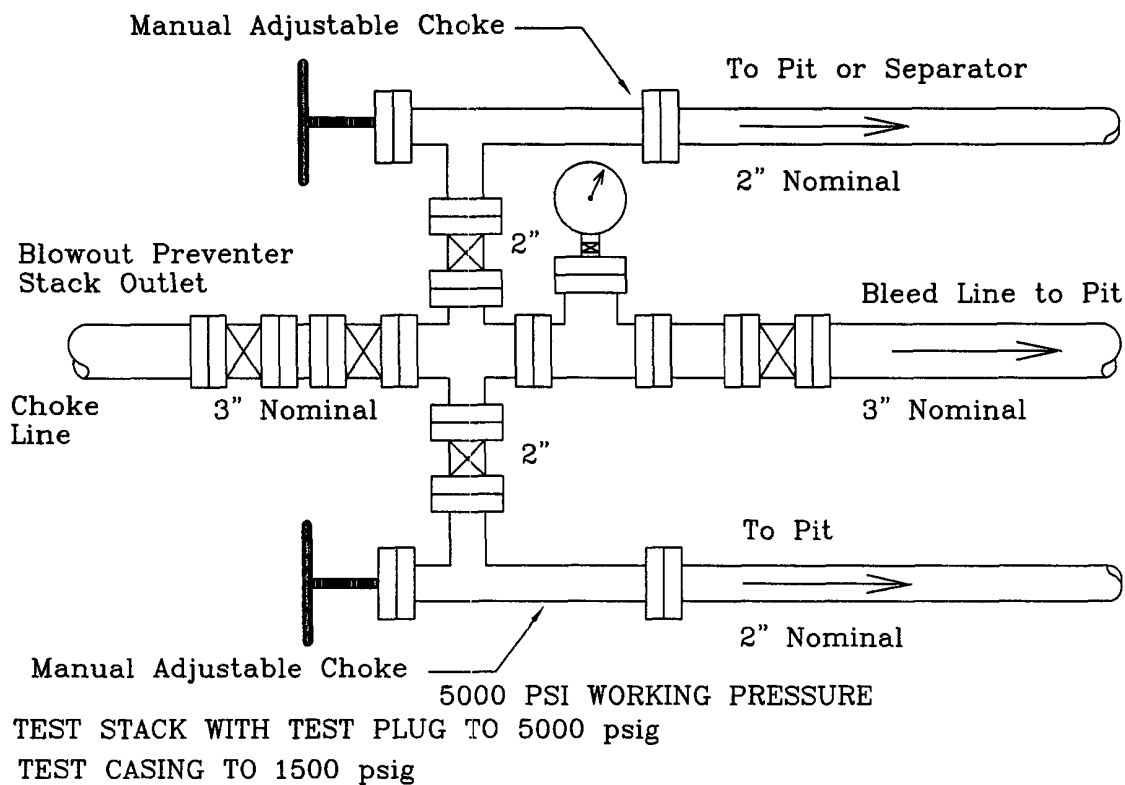 Manual Adjustable Choke
To Pit or Separator
2" Nominal
2"
Blowout Preventer
Stack Outlet
Bleed Line to Pit
3" Nominal
3" Nominal
Choke
Line
2"
To Pit
2" Nominal
Manual Adjustable Choke
5000 PSI WORKING PRESSURE
TEST STACK WITH TEST PLUG TO 5000 psig
TEST CASING TO 1500 psig